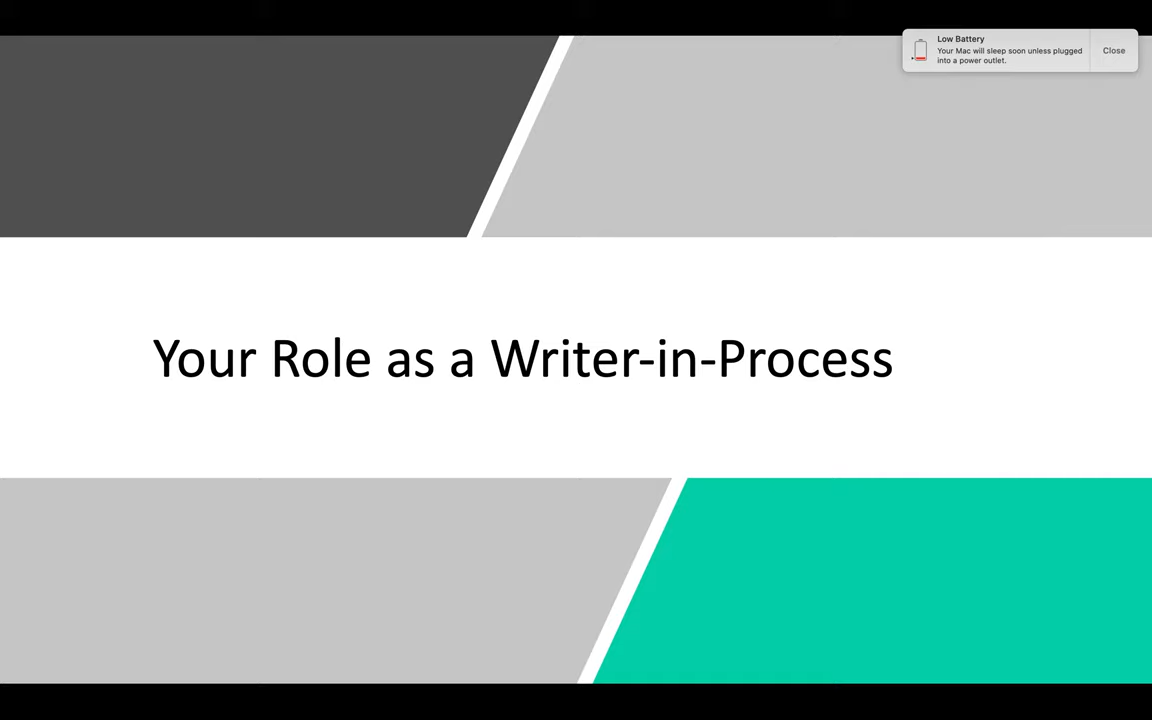 Low Battery
Your Mac will sleep soon unless plugged
into a power outlet.
Close
Your Role as a Writer-in-Process